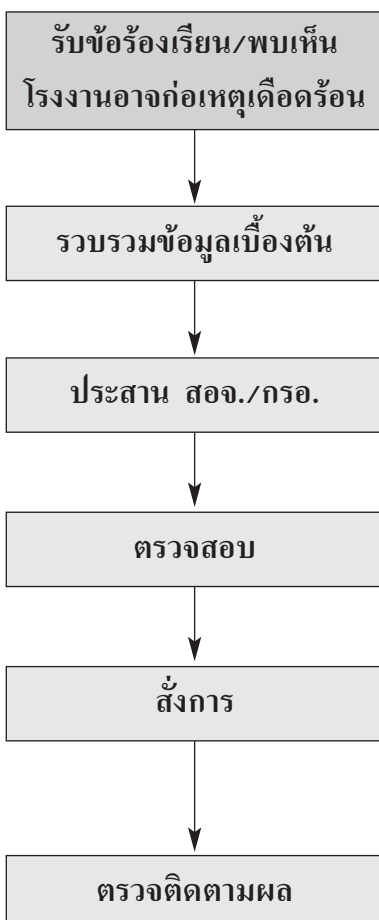 รับข้อร้องเรียน/พบเห็น
โรงงานอาจก่อเหตุเดือดร้อน
รวบรวมข้อมูลเบื้องต้น
ประสาน สอจ./กรอ.
ตรวจสอบ
สั่งการ
ตรวจติดตามผล